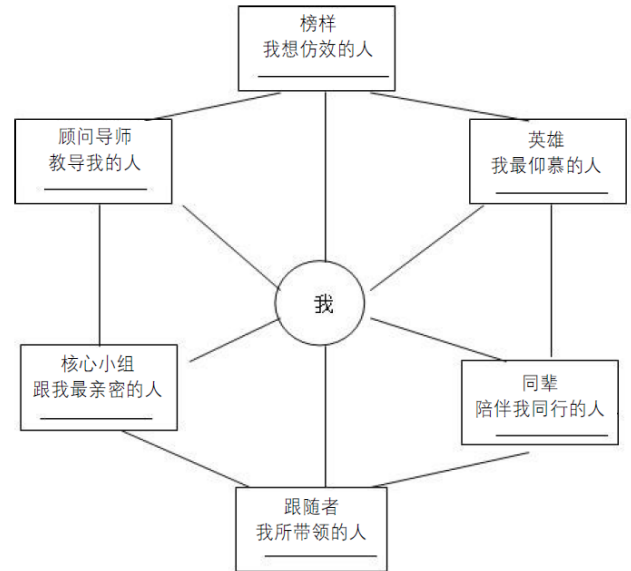 榜样
我想仿效的人
顾问导师
教导我的人
英雄
我最仰慕的人
我
核心小组
跟我最亲密的人
同辈
陪伴我同行的人
跟随者
我所带领的人